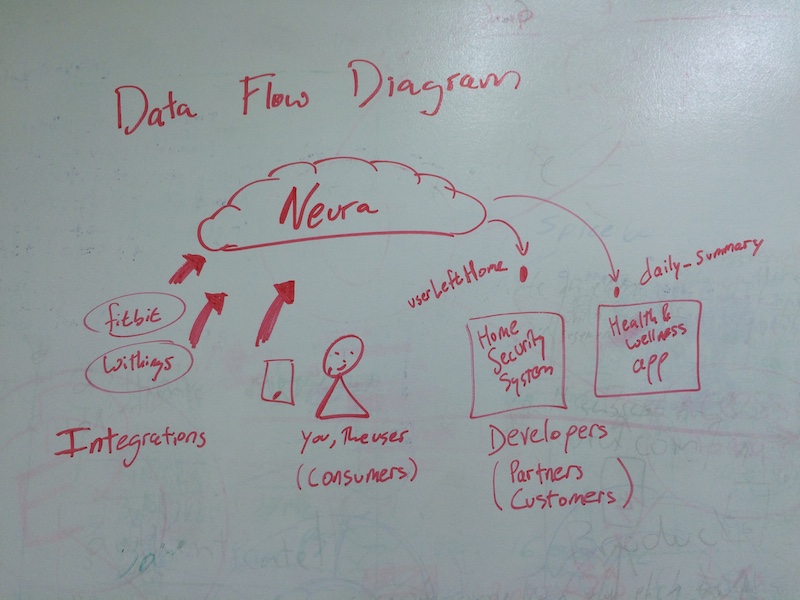 Data Flow Diagram
Neura
fitbit
withings
Integrations
you, the user
(consumers)
userLeftHome
daily_summary
Home
Security
System
Health &
wellness
app
Developers
(Partners
Customers)